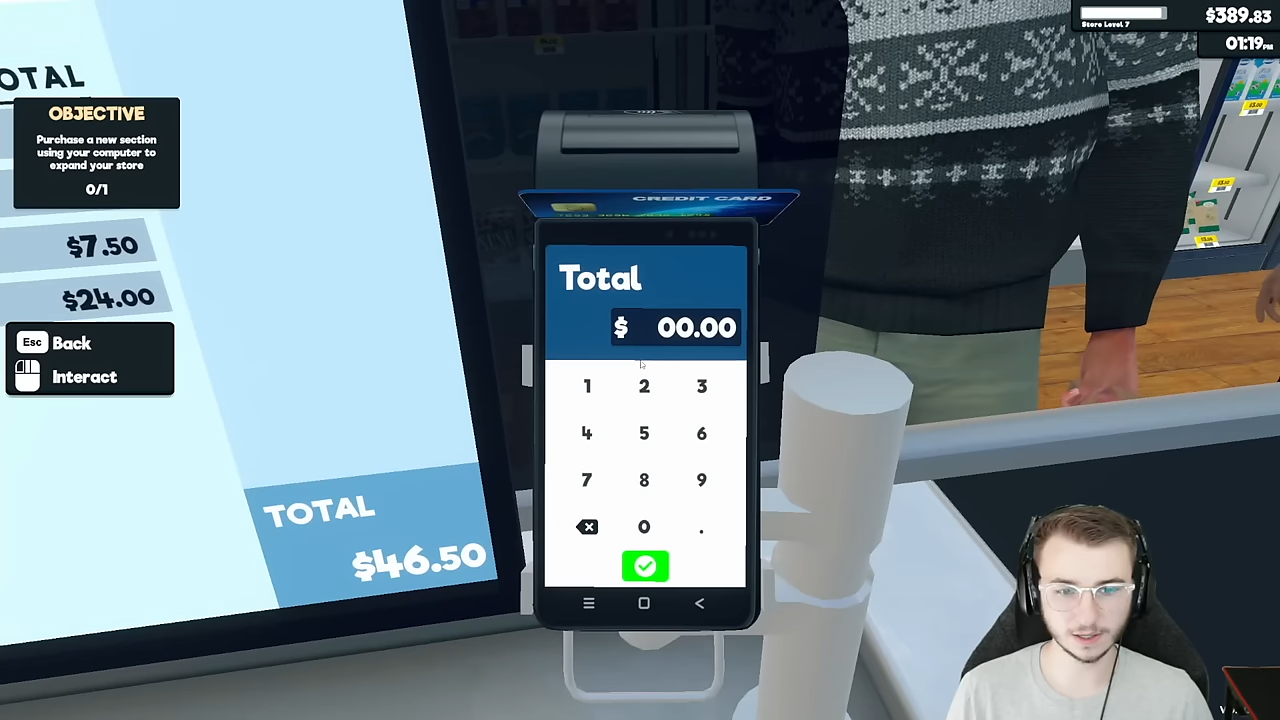 $389.83
Store Level 7
01:19PM
OTAL
OBJECTIVE
Purchase a new section
using your computer to
expand your store
0/1
$7.50
$24.00
Esc Back
Interact
TOTAL
$46.50
CREDIT CARD
Total
$ 00.00
1 2 3
4 5 6
7 8 9
0 .